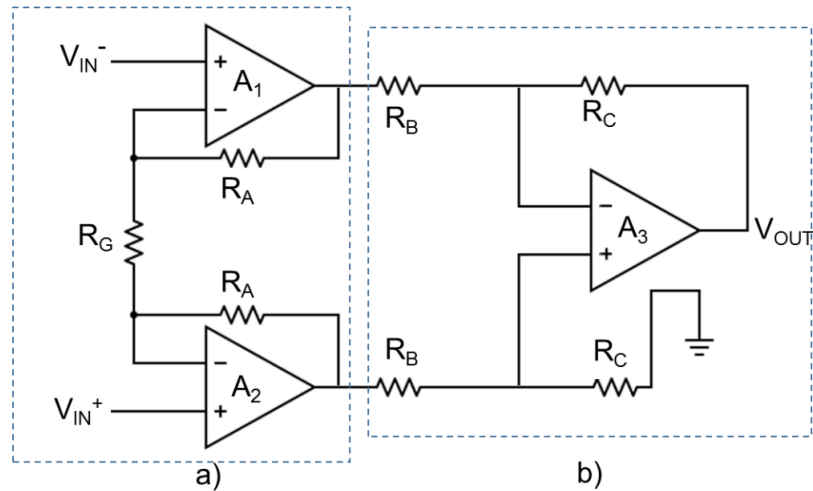 V_IN^-
+
A_1
−
R_A
R_G
R_A
−
A_2
+
V_IN^+
a)
R_B
R_C
−
A_3
+
V_OUT
R_B
R_C
b)